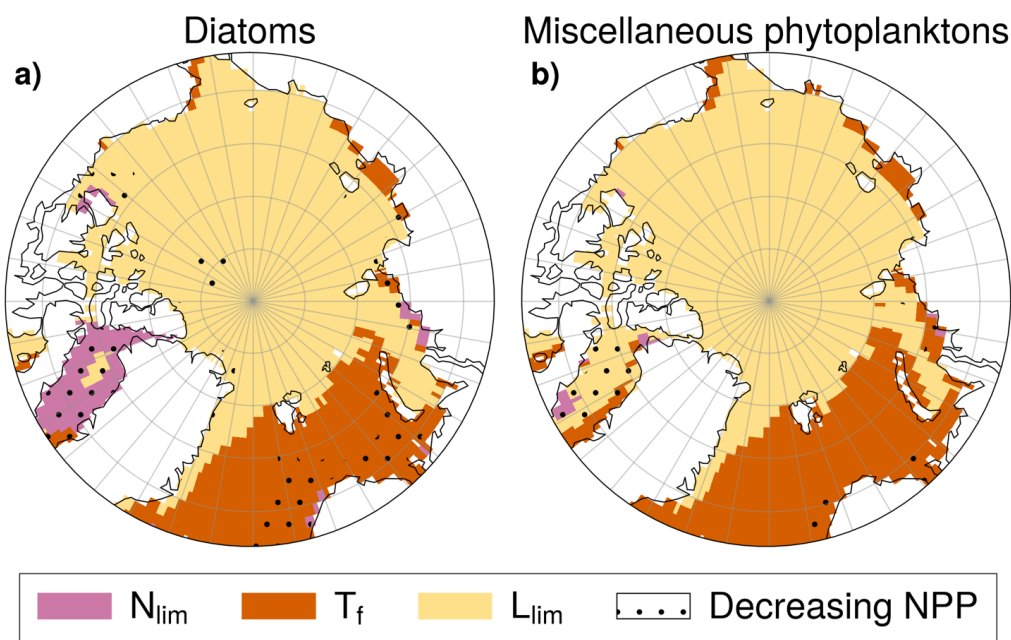 Diatoms
Miscellaneous phytoplanktons
a)
b)
Nlim
Tf
Llim
Decreasing NPP